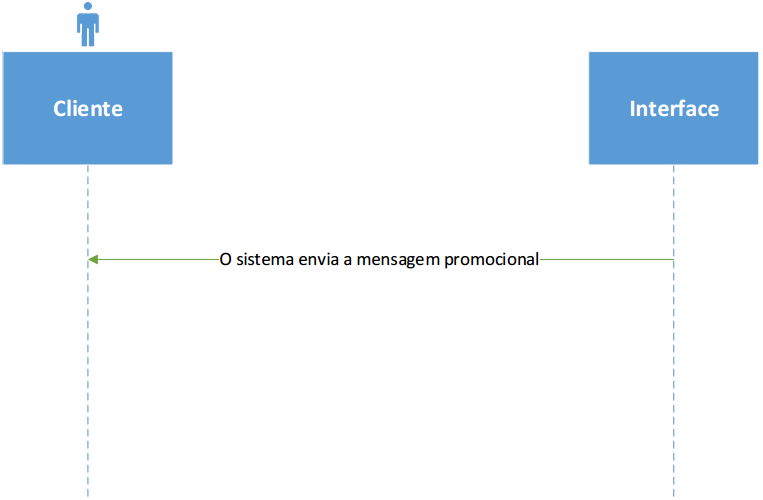 Cliente
Interface
O sistema envia a mensagem promocional